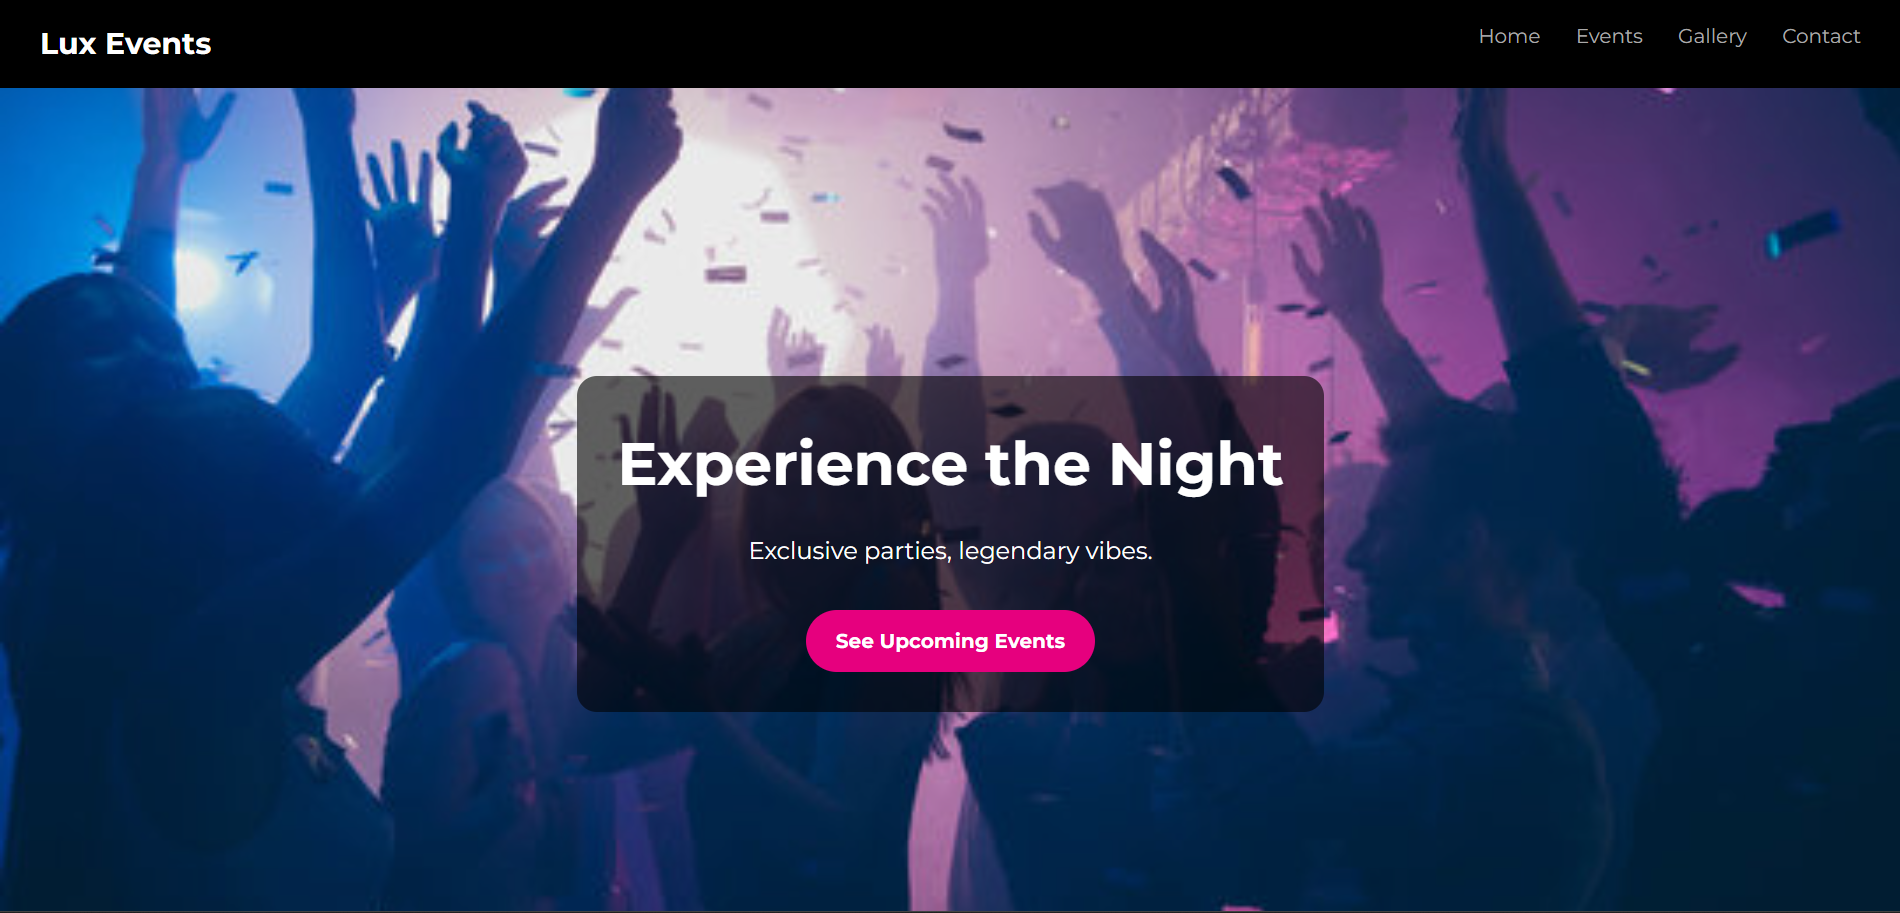 Lux Events
Home Events Gallery Contact
Experience the Night
Exclusive parties, legendary vibes.
See Upcoming Events